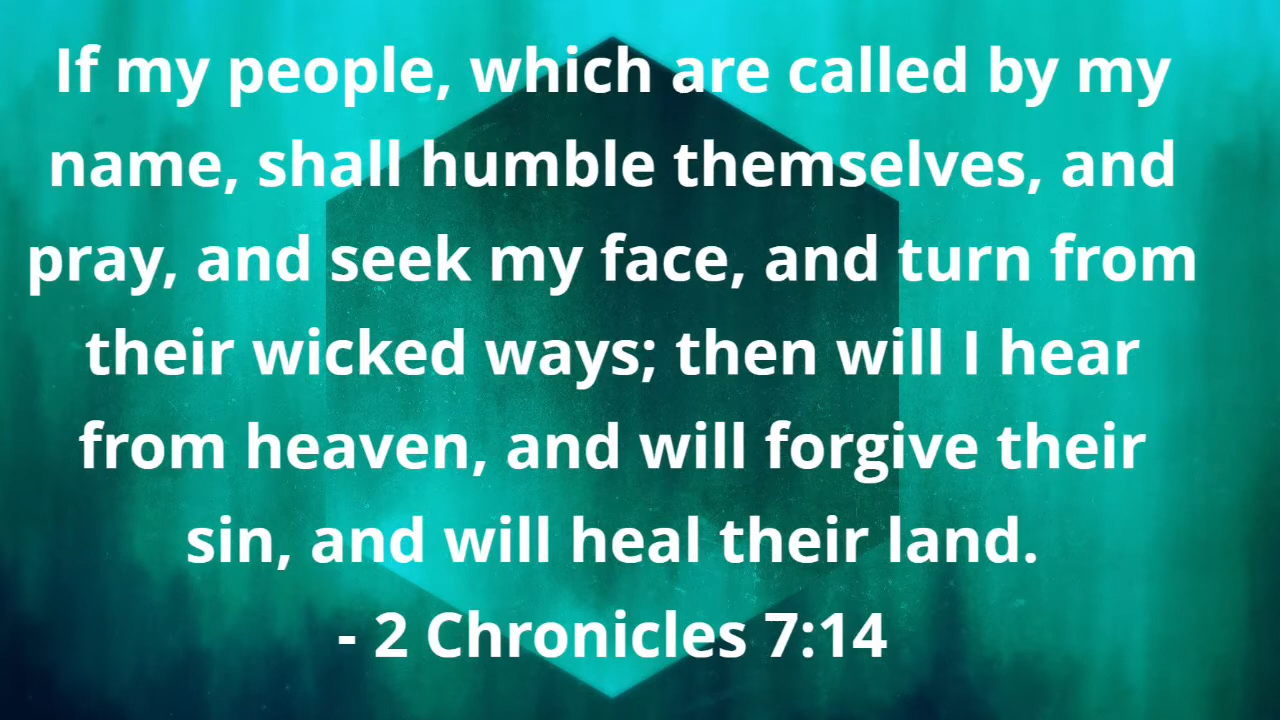 If my people, which are called by my
name, shall humble themselves, and
pray, and seek my face, and turn from
their wicked ways; then will I hear
from heaven, and will forgive their
sin, and will heal their land.
- 2 Chronicles 7:14